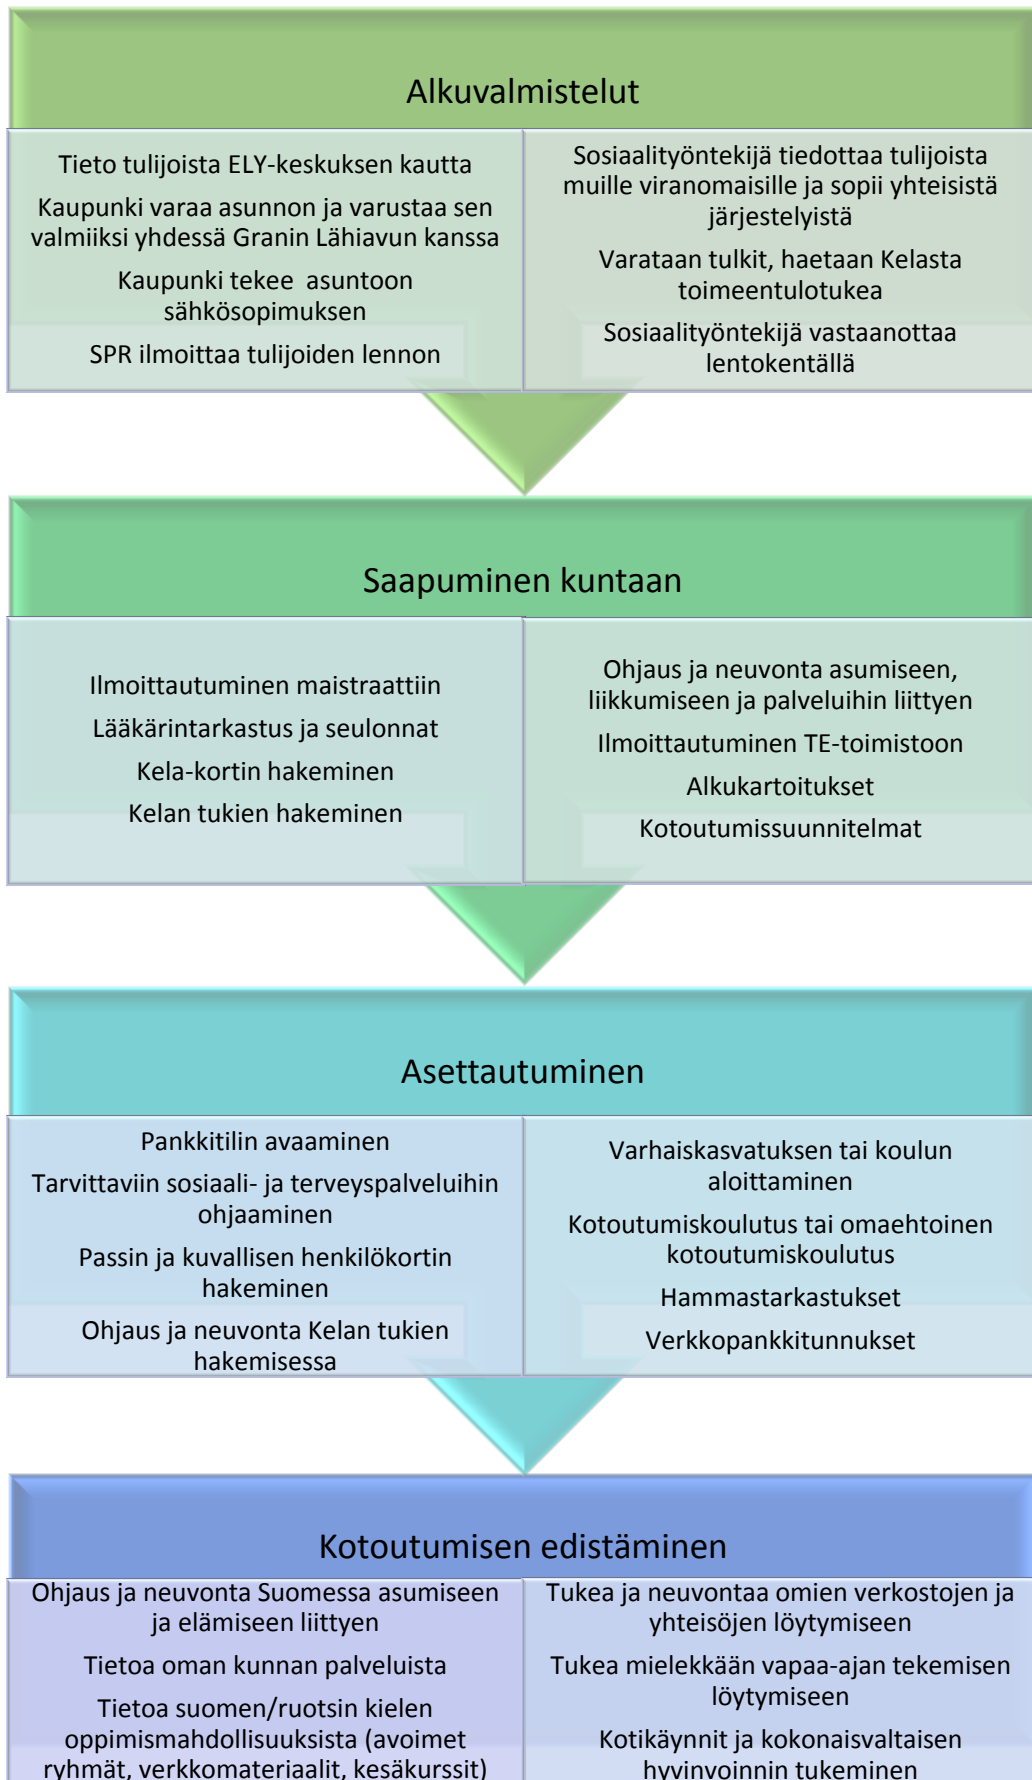 Alkuvalmistelut
Tieto tulijoista ELY-keskuksen kautta
Kaupunki varaa asunnon ja varustaa sen
valmiiksi yhdessä Granin Lähiavun kanssa
Kaupunki tekee asuntoon
sähkösopimuksen
SPR ilmoittaa tulijoiden lennon
Sosiaalityöntekijä tiedottaa tulijoista
muille viranomaisille ja sopii yhteisistä
järjestelyistä
Varataan tulkit, haetaan Kelasta
toimeentulotukea
Sosiaalityöntekijä vastaanottaa
lentokentällä
Saapuminen kuntaan
Ilmoittautuminen maistraattiin
Lääkärintarkastus ja seulonnat
Kela-kortin hakeminen
Kelan tukien hakeminen
Ohjaus ja neuvonta asumiseen,
liikkumiseen ja palveluihin liittyen
Ilmoittautuminen TE-toimistoon
Alkukartoitukset
Kotoutumissuunnitelmat
Asettautuminen
Pankkitilin avaaminen
Tarvittaviin sosiaali- ja terveyspalveluihin
ohjaaminen
Passin ja kuvallisen henkilökortin
hakeminen
Ohjaus ja neuvonta Kelan tukien
hakemisessa
Varhaiskasvatuksen tai koulun
aloittaminen
Kotoutumiskoulutus tai omaehtoinen
kotoutumiskoulutus
Hammastarkastukset
Verkkopankkitunnukset
Kotoutumisen edistäminen
Ohjaus ja neuvonta Suomessa asumiseen
ja elämiseen liittyen
Tietoa oman kunnan palveluista
Tietoa suomen/ruotsin kielen
oppimismahdollisuuksista (avoimet
ryhmät, verkkomateriaalit, kesäkurssit)
Tukea ja neuvontaa omien verkostojen ja
yhteisöjen löytymiseen
Tukea mielekkään vapaa-ajan tekemisen
löytymiseen
Kotikäynnit ja kokonaisvaltaisen
hyvinvoinnin tukeminen